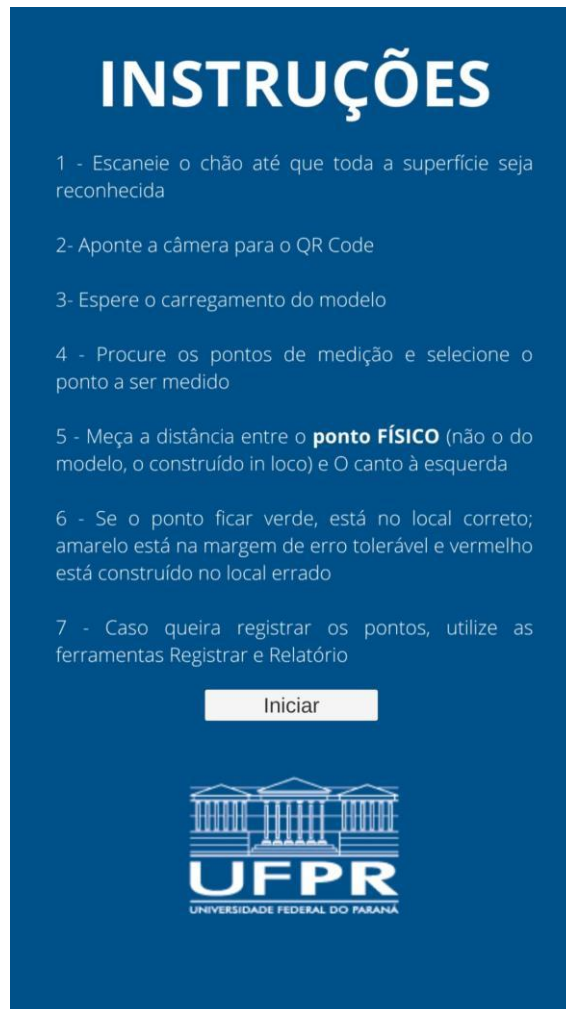 INSTRUÇÕES
1 - Escaneie o chão até que toda a superfície seja
reconhecida
2- Aponte a câmera para o QR Code
3- Espere o carregamento do modelo
4 - Procure os pontos de medição e selecione o
ponto a ser medido
5 - Meça a distância entre o ponto FÍSICO (não o do
modelo, o construído in loco) e O canto à esquerda
6 - Se o ponto ficar verde, está no local correto;
amarelo está na margem de erro tolerável e vermelho
está construído no local errado
7 - Caso queira registrar os pontos, utilize as
ferramentas Registrar e Relatório
Iniciar
UFPR
UNIVERSIDADE FEDERAL DO PARANÁ